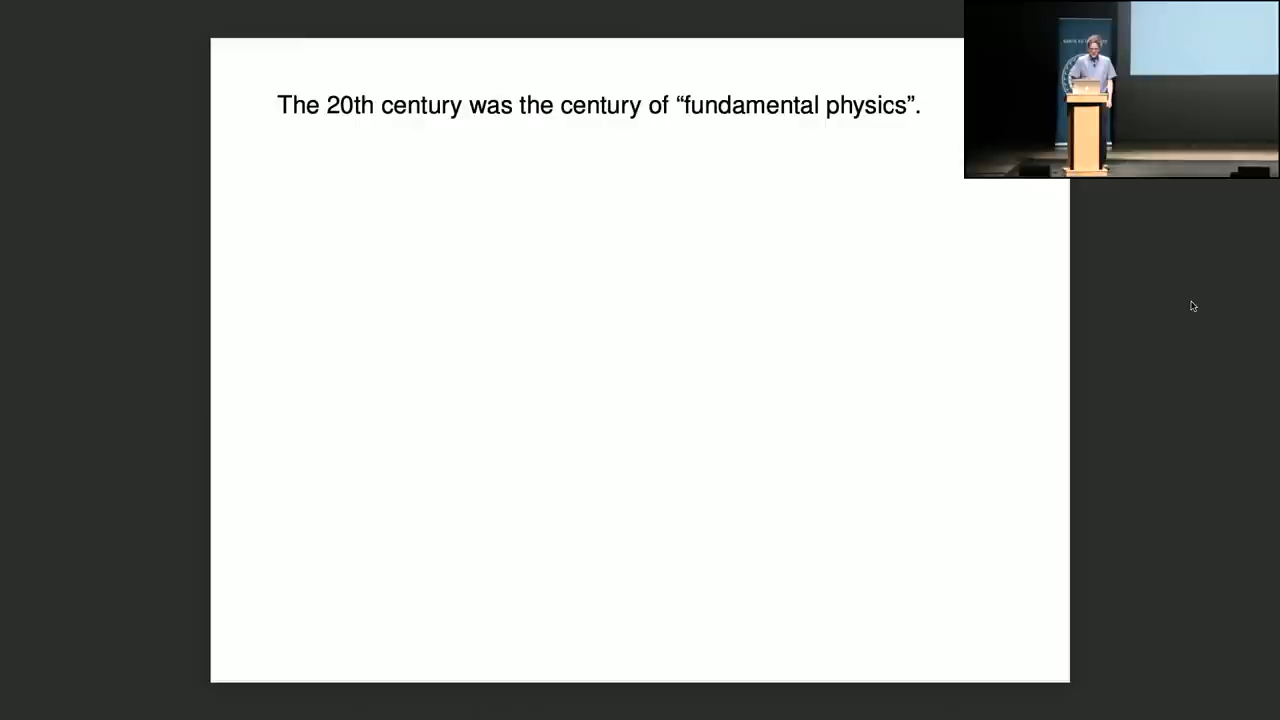 The 20th century was the century of “fundamental physics”.